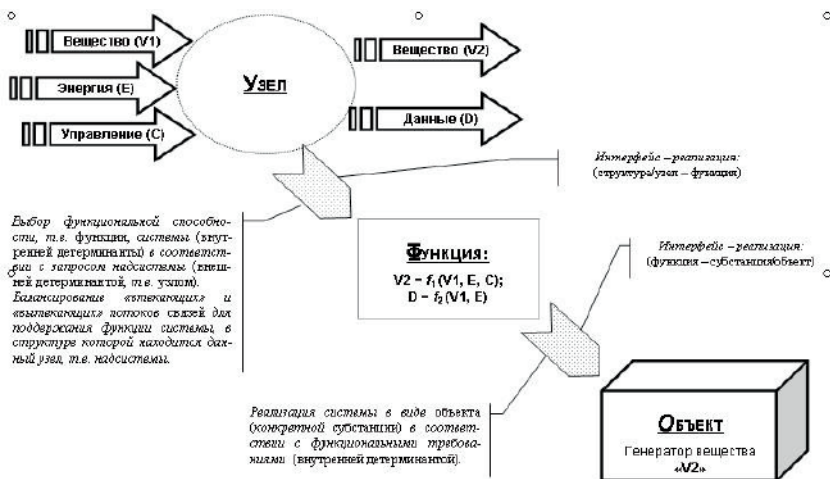 Вещество (V1)
Энергия (E)
Управление (C)
УЗЕЛ
Вещество (V2)
Данные (D)
Интерфейс – реализация:
(структура/узел – функция)
Выбор функциональной способно-
сти, т.е. функции, системы (внут-
ренней детерминанты) в соответст-
вии с запросом надсистемы (внеш-
ней детерминантой, т.е. узлом).
Балансирование «втекающих» и
«вытекающих» потоков связей для
поддержания функции системы, в
структуре которой находится дан-
ный узел, т.е. надсистемы.
ФУНКЦИЯ:
V2 = f1 (V1, E, C);
D = f2 (V1, E)
Интерфейс – реализация:
(функция – субстанция/объект)
Реализация системы в виде объекта
(конкретной субстанции) в соответ-
ствии с функциональными требова-
ниями (внутренней детерминантой).
ОБЪЕКТ
Генератор вещества
«V2»